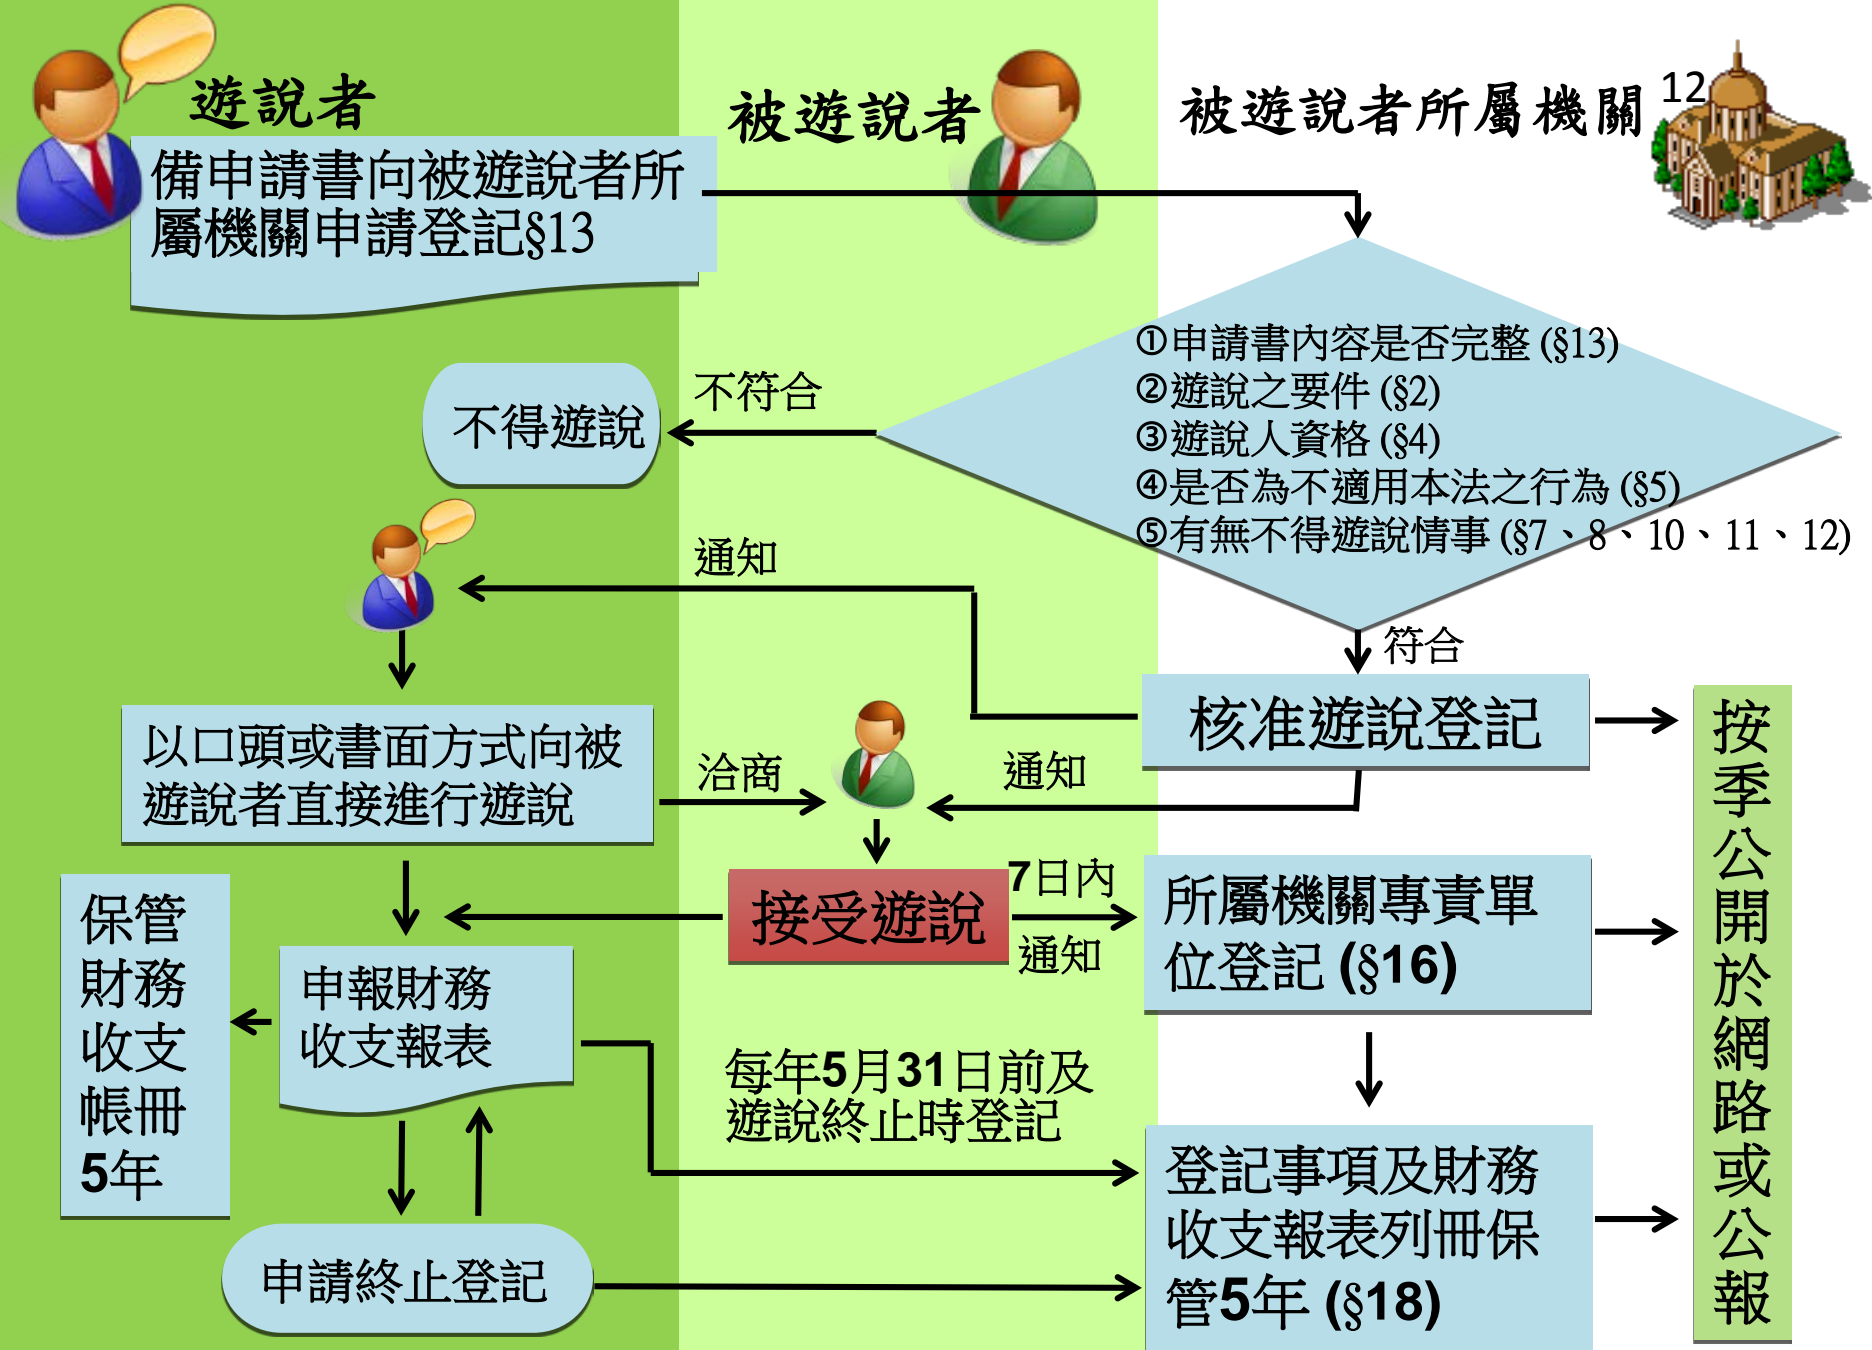 遊說者
被遊說者
被遊說者所屬機關
12
備申請書向被遊說者所
屬機關申請登記§13
①申請書內容是否完整 (§13)
②遊說之要件 (§2)
③遊說人資格 (§4)
④是否為不適用本法之行為 (§5)
⑤有無不得遊說情事 (§7、8、10、11、12)
不符合
不得遊說
通知
符合
核准遊說登記
以口頭或書面方式向被
遊說者直接進行遊說
洽商
通知
接受遊說
7日內
通知
所屬機關專責單
位登記 (§16)
保管
財務
收支
帳冊
5年
申報財務
收支報表
每年5月31日前及
遊說終止時登記
登記事項及財務
收支報表列冊保
管5年 (§18)
申請終止登記
按季公開於網路或公報